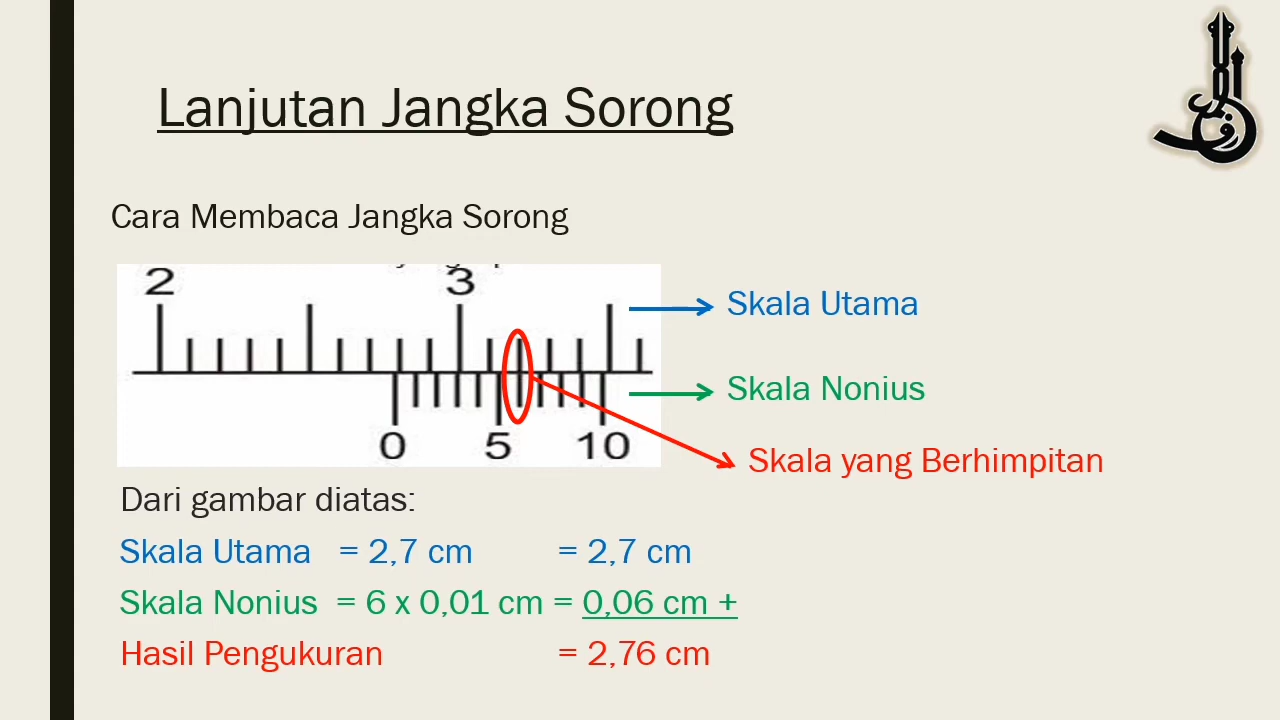 Lanjutan Jangka Sorong
Cara Membaca Jangka Sorong
2 3
Skala Utama
Skala Nonius
0 5 10
Skala yang Berhimpitan
Dari gambar diatas:
Skala Utama = 2,7 cm = 2,7 cm
Skala Nonius = 6 x 0,01 cm = 0,06 cm +
Hasil Pengukuran = 2,76 cm